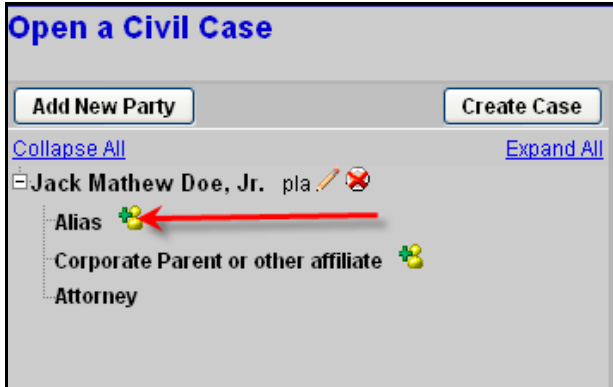 Open a Civil Case
Add New Party Create Case
Collapse All Expand All
Jack Mathew Doe, Jr. pla
Alias
Corporate Parent or other affiliate
Attorney